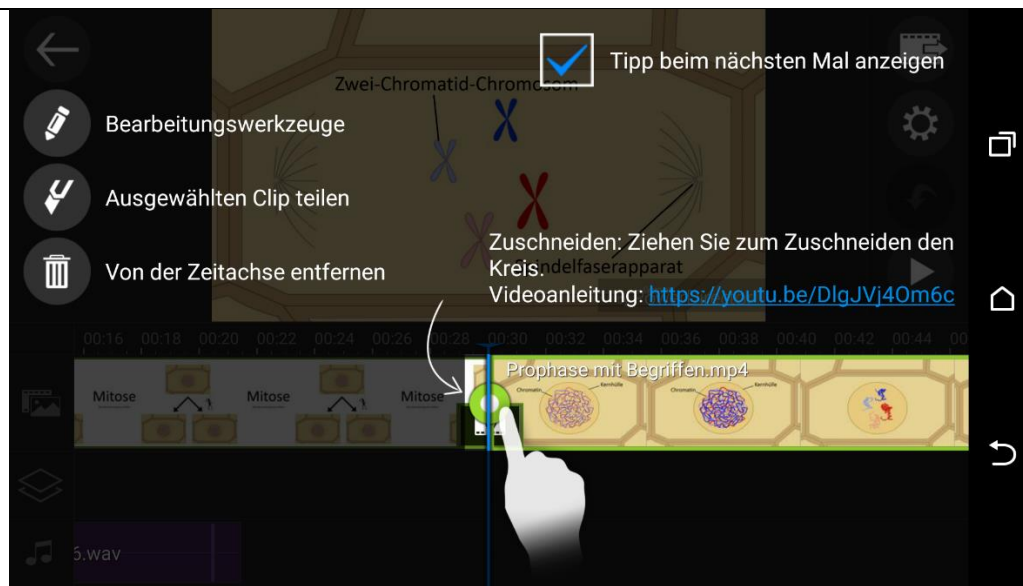 Tipp beim nächsten Mal anzeigen
Zwei-Chromatid-Chromosom
Bearbeitungswerkzeuge
Ausgewählten Clip teilen
Von der Zeitachse entfernen
Zuschneiden: Ziehen Sie zum Zuschneiden den
Kreis.
Spindelfaserapparat
Videoanleitung: https://youtu.be/DlgJVj4Om6c
00:16 00:18 00:20 00:22 00:24 00:26 00:28 00:30 00:32 00:34 00:36 00:38 00:40 00:42 00:44 00
Prophase mit Begriffen.mp4
Mitose Mitose Mitose
Chromatin Kernhülle Chromatin Kernhülle
6.wav